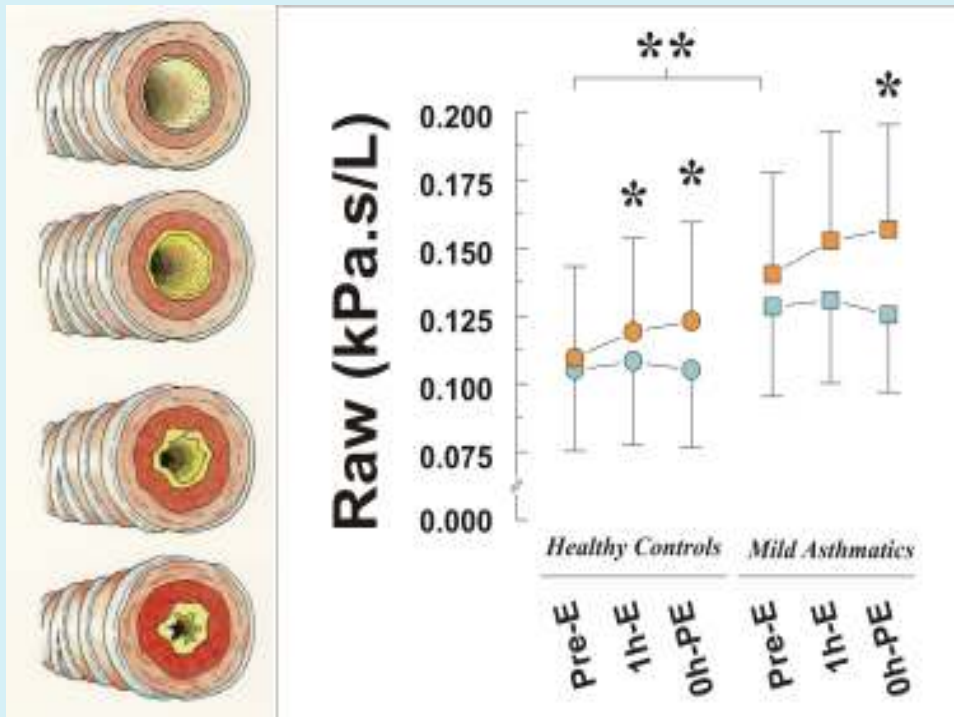 **
*
*
*
Raw (kPa.s/L)
0.200
0.175
0.150
0.125
0.100
0.075
0.000
Healthy Controls
Mild Asthmatics
Pre-E
1h-E
0h-PE
Pre-E
1h-E
0h-PE